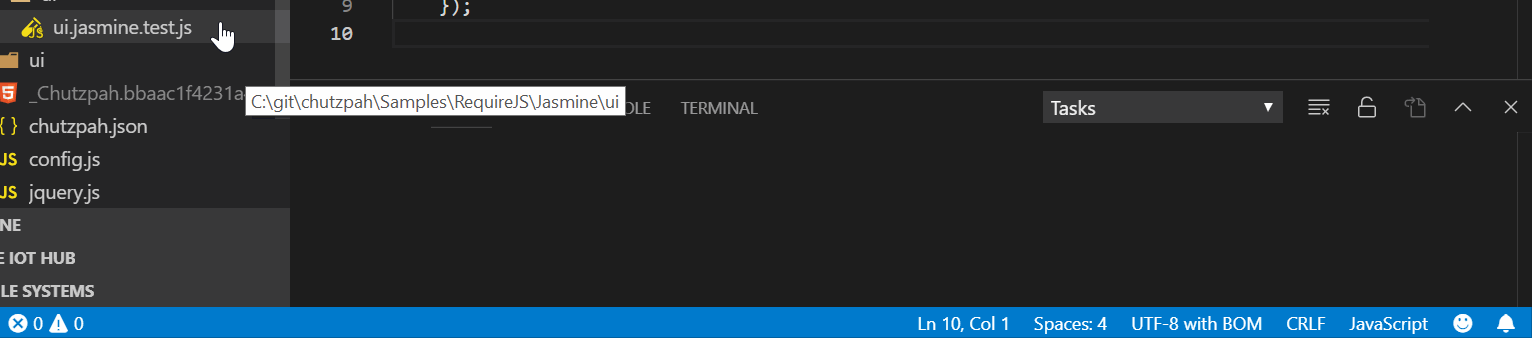 ui
ui.jasmine.test.js
ui
_Chutzpah.bbaac1f4231a
chutzpah.json
config.js
jquery.js
NE
E IOT HUB
LE SYSTEMS
9 });
10
C:\git\chutzpah\Samples\RequireJS\Jasmine\ui
OLE TERMINAL Tasks
0 0 Ln 10, Col 1 Spaces: 4 UTF-8 with BOM CRLF JavaScript